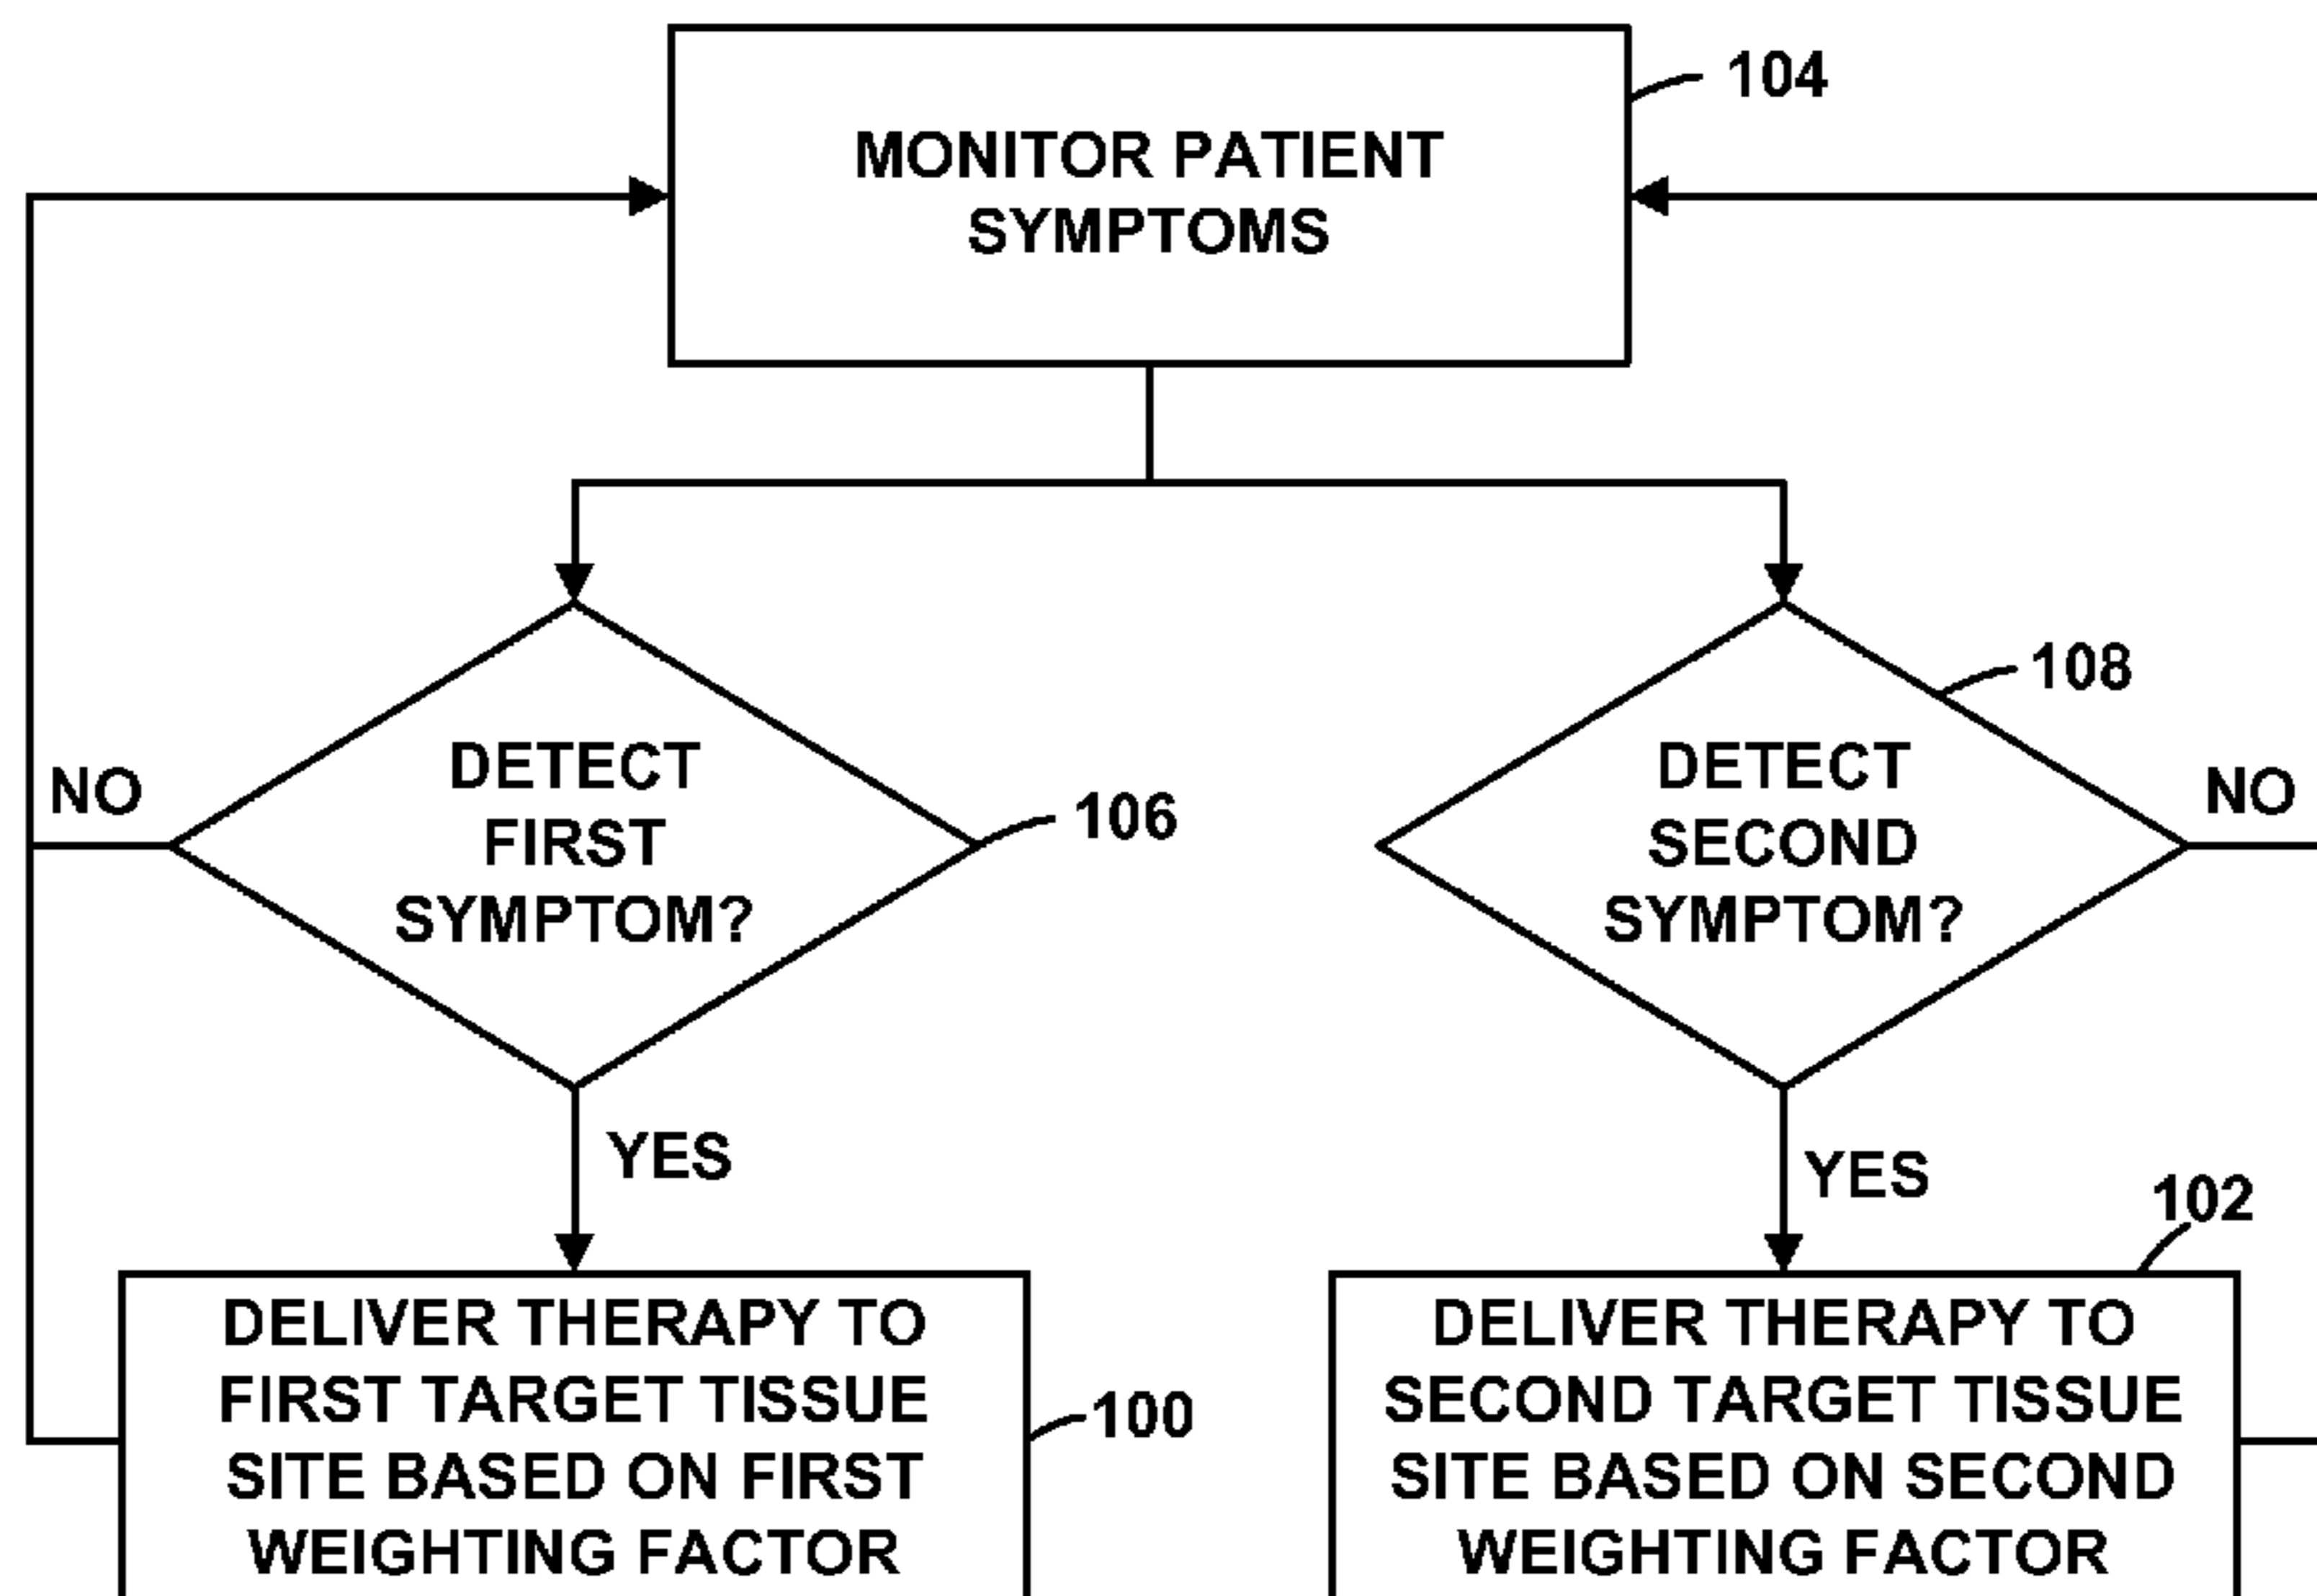 104
MONITOR PATIENT
SYMPTOMS
108
NO
DETECT
FIRST
SYMPTOM?
106
DETECT
SECOND
SYMPTOM?
NO
YES
YES
102
DELIVER THERAPY TO
FIRST TARGET TISSUE
SITE BASED ON FIRST
WEIGHTING FACTOR
100
DELIVER THERAPY TO
SECOND TARGET TISSUE
SITE BASED ON SECOND
WEIGHTING FACTOR